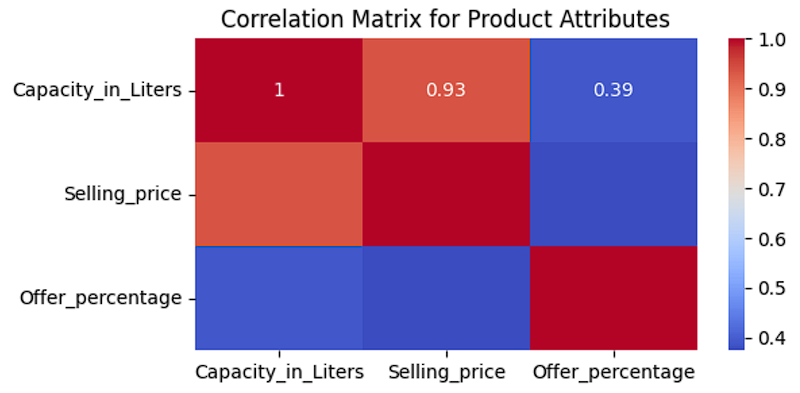 Correlation Matrix for Product Attributes
Capacity_in_Liters
1
0.93
0.39
Selling_price
Offer_percentage
Capacity_in_Liters
Selling_price
Offer_percentage
1.0
0.9
0.8
0.7
0.6
0.5
0.4